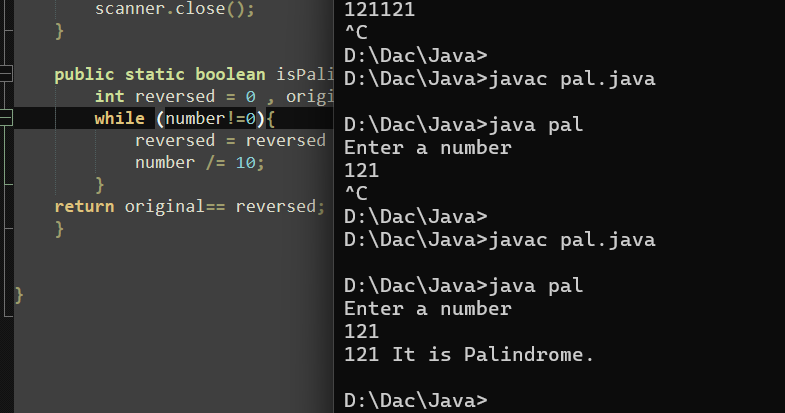 scanner.close();
}
public static boolean
int reversed = 0 ,
while (number!=0){
reversed = reversed
number /= 10;
}
return original== reversed;
}
}
121121
^C
D:\Dac\Java>
D:\Dac\Java>javac pal.java
D:\Dac\Java>java pal
Enter a number
121
^C
D:\Dac\Java>
D:\Dac\Java>javac pal.java
D:\Dac\Java>java pal
Enter a number
121
121 It is Palindrome.
D:\Dac\Java>